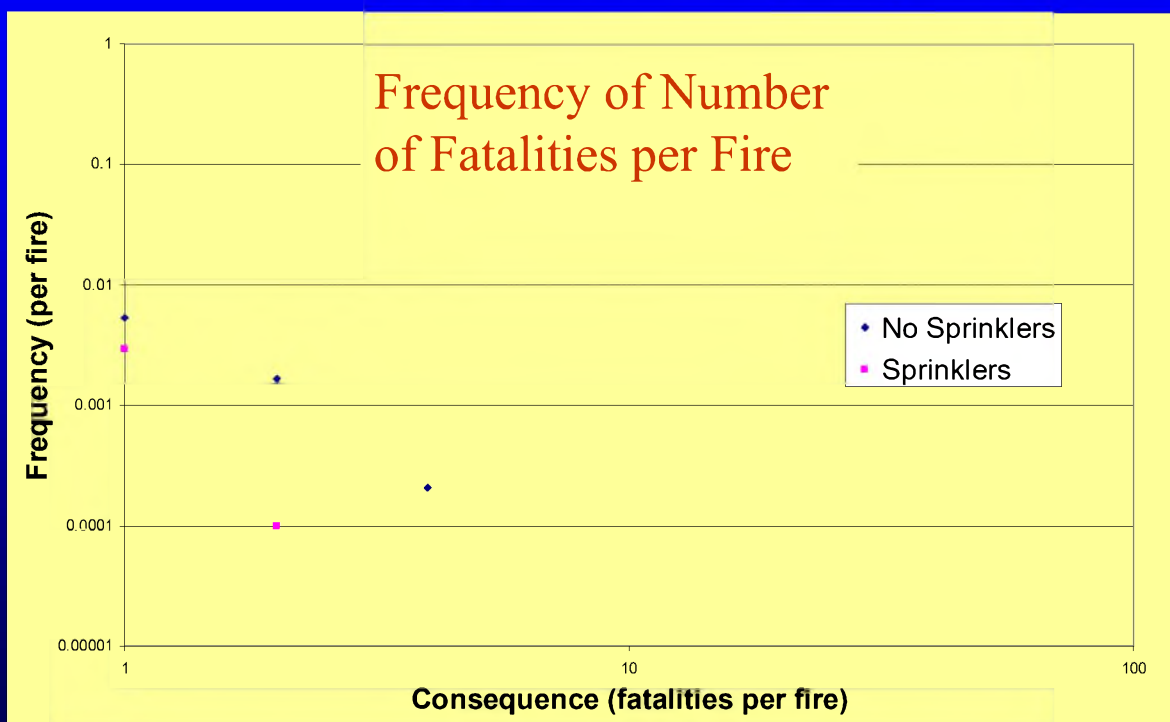 Frequency of Number
of Fatalities per Fire
1
0.1
0.01
0.001
0.0001
0.00001
Frequency (per fire)
No Sprinklers
Sprinklers
1
10
100
Consequence (fatalities per fire)